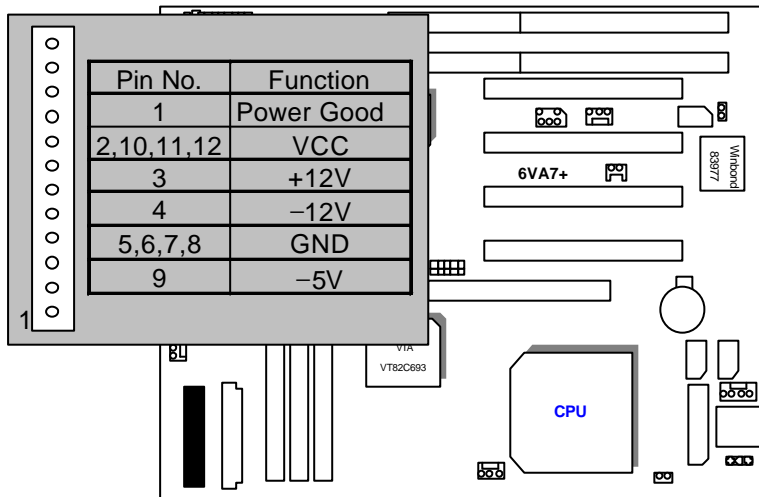 Pin No. Function
1 Power Good
2,10,11,12 VCC
3 +12V
4 −12V
5,6,7,8 GND
9 −5V
1
6VA7+
Winbond
83977
VIA
VT82C693
CPU